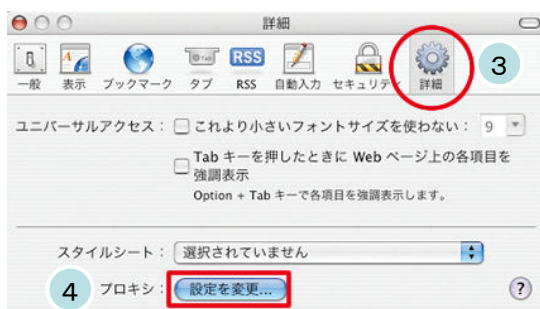 詳細
一般 表示 ブックマーク タブ RSS 自動入力 セキュリティ 詳細
RSS
3
ユニバーサルアクセス： これより小さいフォントサイズを使わない： 9
Tab キーを押したときに Web ページ上の各項目を
強調表示
Option + Tab キーで各項目を強調表示します。
スタイルシート： 選択されていません
4 プロキシ： 設定を変更... ?